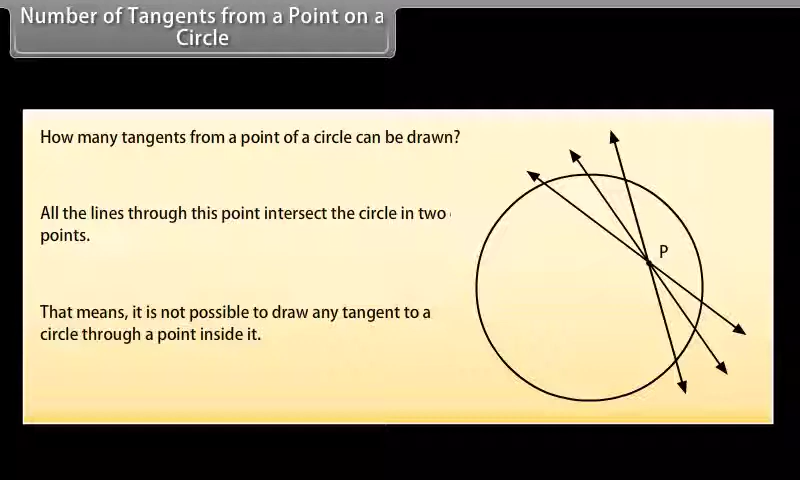 Number of Tangents from a Point on a
Circle
How many tangents from a point of a circle can be drawn?
All the lines through this point intersect the circle in two
points.
P
That means, it is not possible to draw any tangent to a
circle through a point inside it.